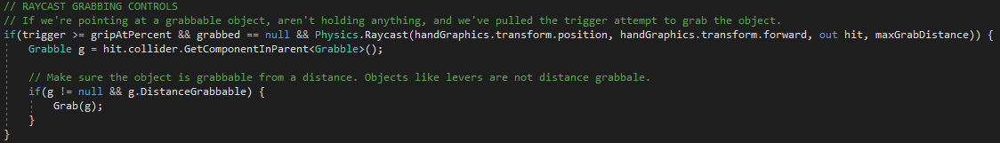 // RAYCAST GRABBING CONTROLS
// If we're pointing at a grabbable object, aren't holding anything, and we've pulled the trigger attempt to grab the object.
if(trigger >= gripAtPercent && grabbed == null && Physics.Raycast(handGraphics.transform.position, handGraphics.transform.forward, out hit, maxGrabDistance)) {
    Grabble g = hit.collider.GetComponentInParent<Grabble>();

    // Make sure the object is grabbable from a distance. Objects like levers are not distance grabbale.
    if(g != null && g.DistanceGrabbable) {
        Grab(g);
    }
}